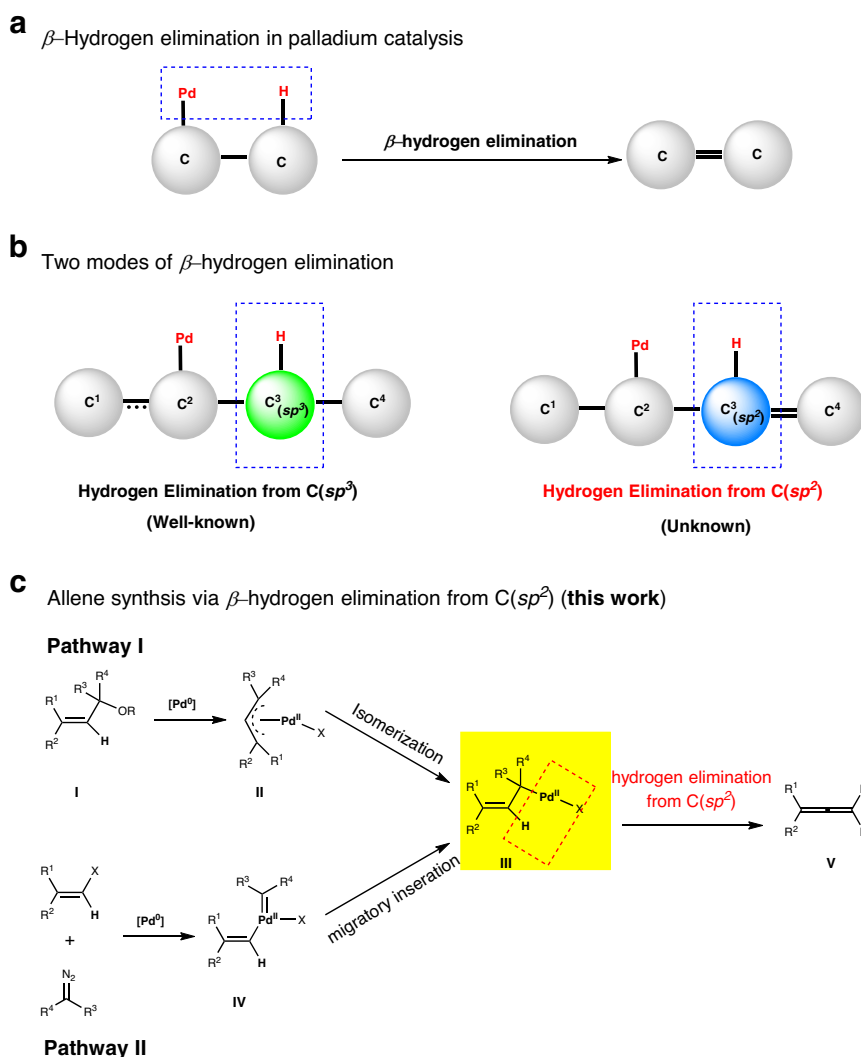 a
β–Hydrogen elimination in palladium catalysis
Pd H
C C
β–hydrogen elimination
C C
b
Two modes of β–hydrogen elimination
Pd H
C¹ C² C³(sp³) C⁴
Hydrogen Elimination from C(sp³)
(Well-known)
Pd H
C¹ C² C³(sp²) C⁴
Hydrogen Elimination from C(sp²)
(Unknown)
c
Allene synthsis via β–hydrogen elimination from C(sp²) (this work)
Pathway I
R¹ R² R³ R⁴ OR H
I
[Pd⁰]
R³ R⁴ Pdᴵᴵ X R² R¹
II
Isomerization
R¹ X R² H
+
N₂ R⁴ R³
[Pd⁰]
R³ R⁴ Pdᴵᴵ X R¹ R² H
IV
migratory inseration
R³ R⁴ R¹ Pdᴵᴵ X R² H
III
hydrogen elimination
from C(sp²)
R¹ R²
V
Pathway II